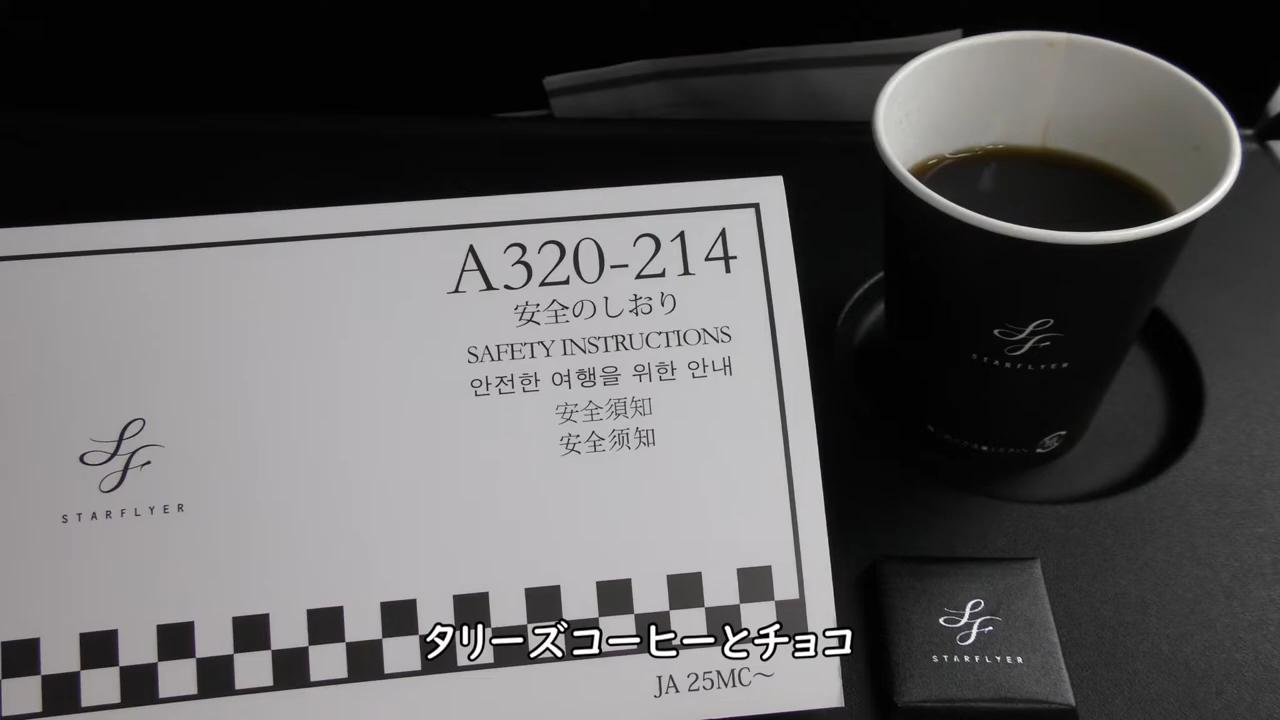 A320-214
安全のしおり
SAFETY INSTRUCTIONS
안전한 여행을 위한 안내
安全須知
安全须知
STARFLYER
STARFLYER
STARFLYER
タリーズコーヒーとチョコ
JA 25MC〜